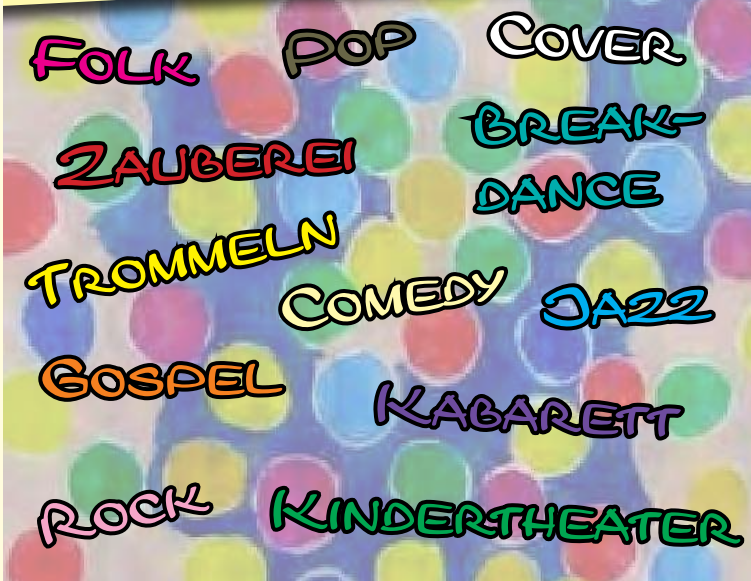 Folk
Pop
Cover
Zauberei
Break-
dance
Trommeln
Comedy
Jazz
Gospel
Kabarett
Rock
Kindertheater